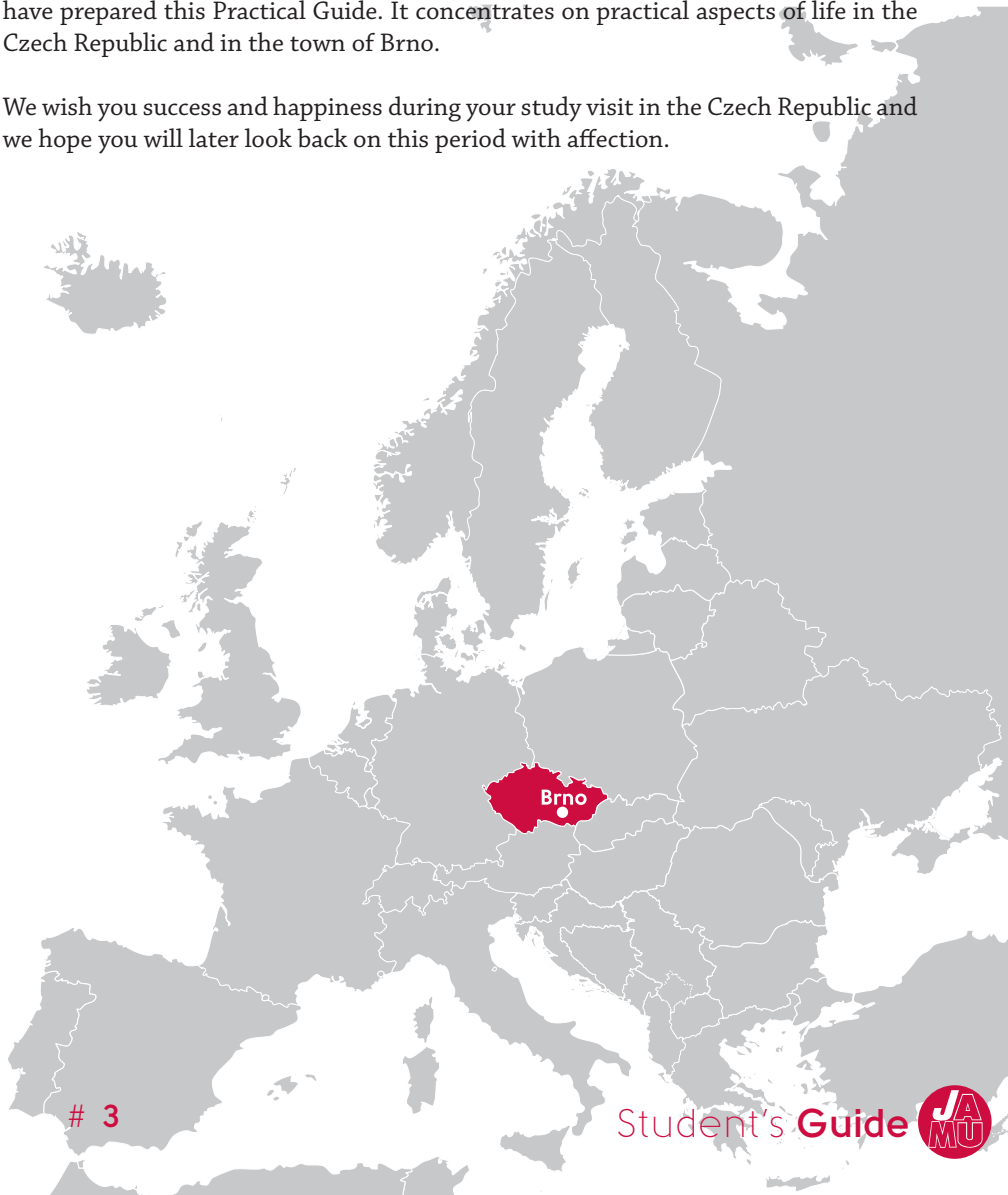 have prepared this Practical Guide. It concentrates on practical aspects of life in the
Czech Republic and in the town of Brno.
We wish you success and happiness during your study visit in the Czech Republic and
we hope you will later look back on this period with affection.
Brno
# 3
Student's Guide
JA
MU